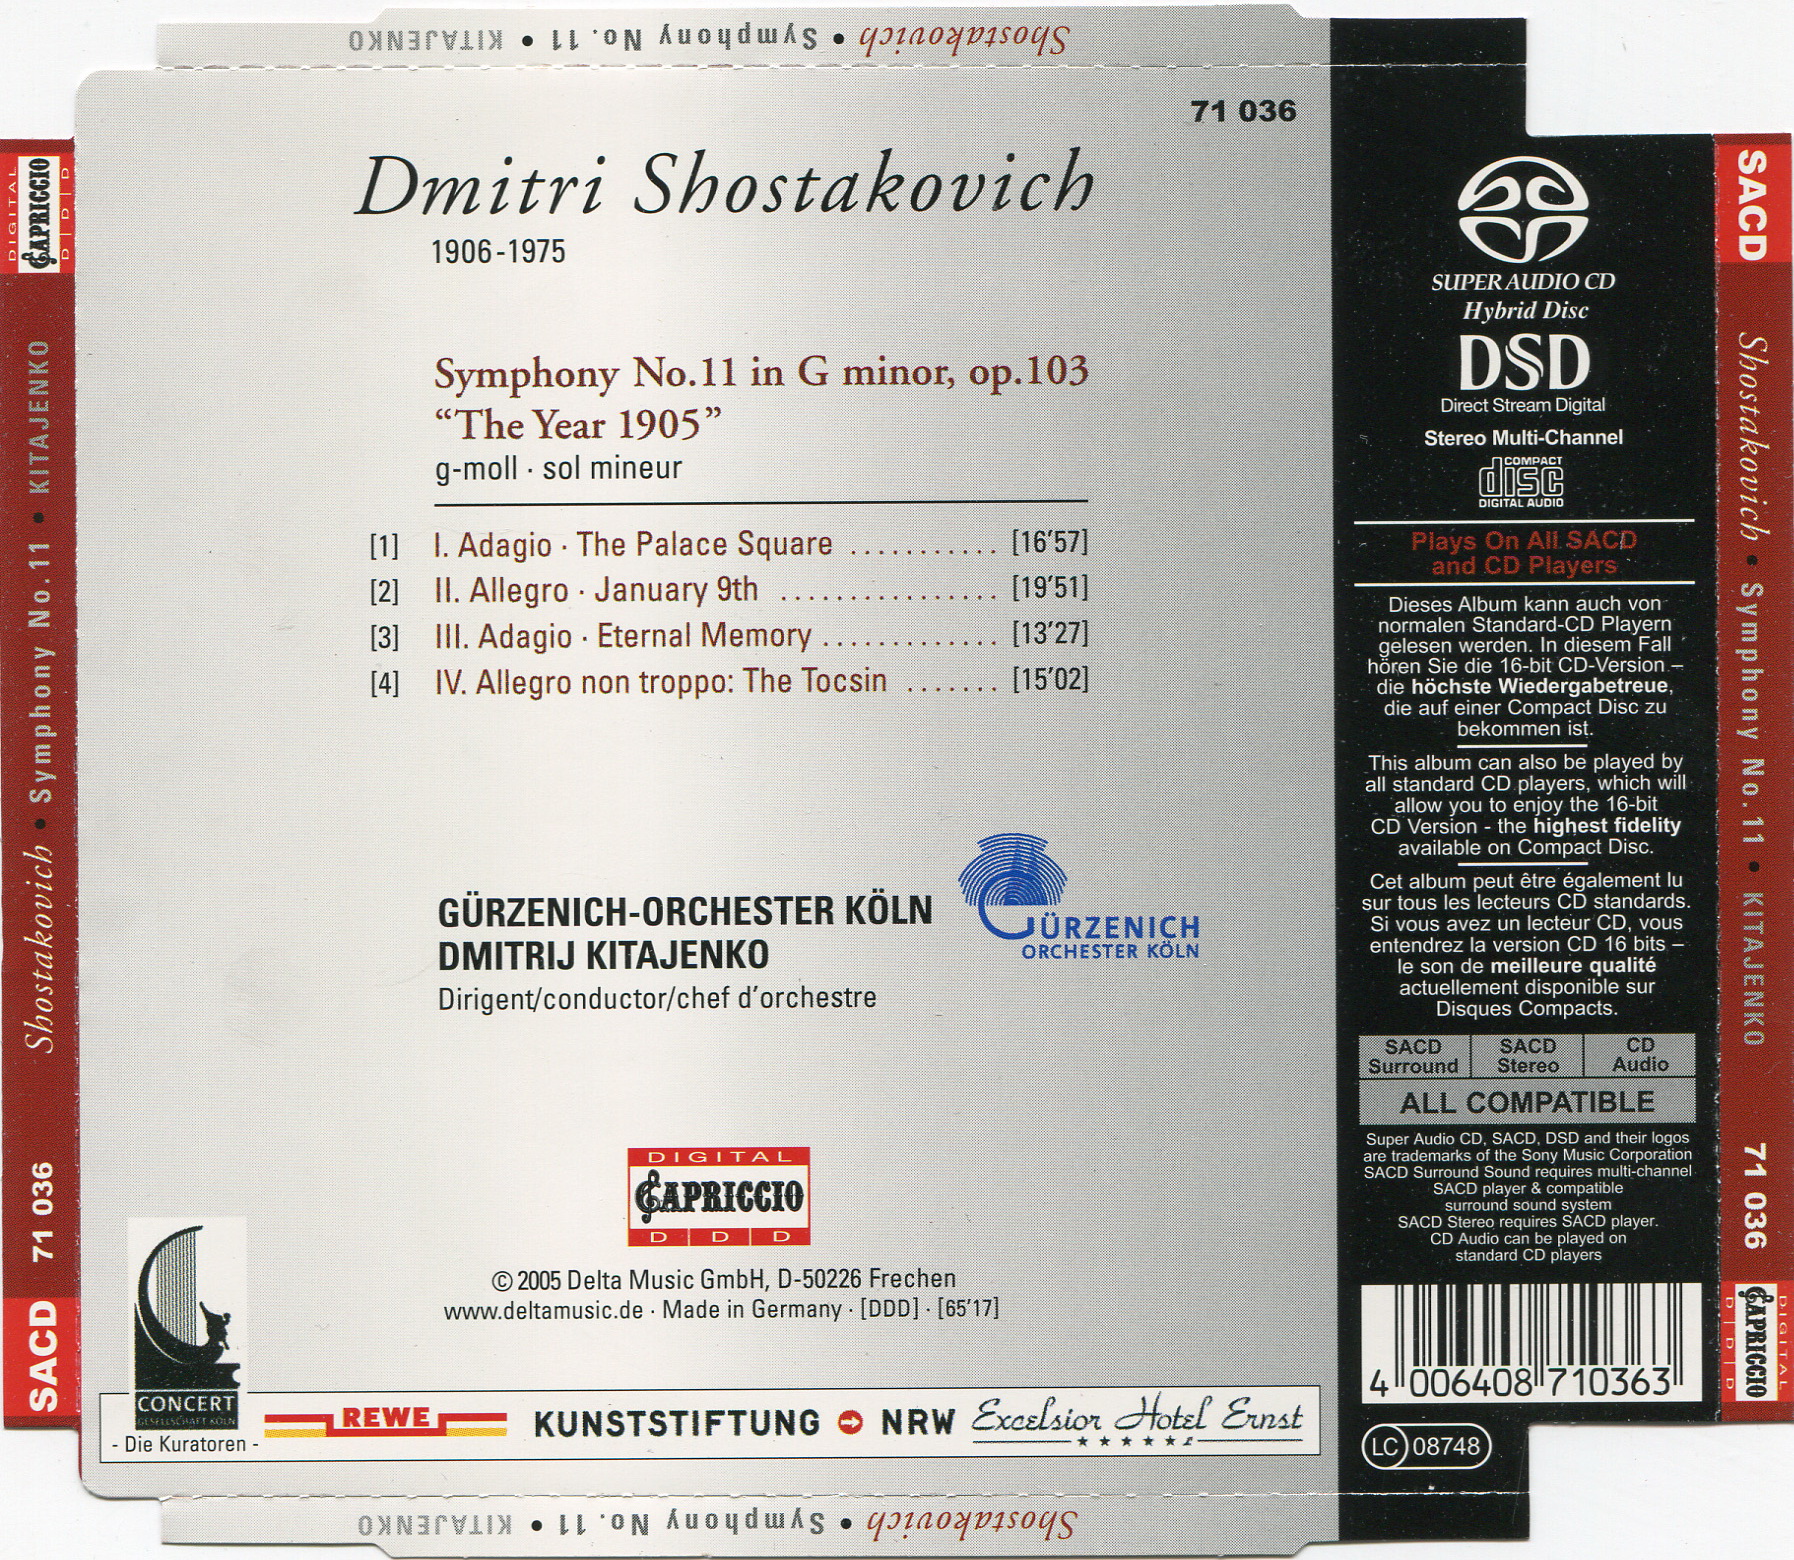 Shostakovich • Symphony No. 11 • KITAJENKO
71 036
Dmitri Shostakovich
1906-1975
Symphony No.11 in G minor, op.103
“The Year 1905”
g-moll · sol mineur
[1] I. Adagio · The Palace Square ........... [16’57]
[2] II. Allegro · January 9th ................ [19’51]
[3] III. Adagio · Eternal Memory ............. [13’27]
[4] IV. Allegro non troppo: The Tocsin ....... [15’02]
GÜRZENICH-ORCHESTER KÖLN
DMITRIJ KITAJENKO
Dirigent/conductor/chef d’orchestre
GÜRZENICH
ORCHESTER KÖLN
DIGITAL
CAPRICCIO
D D D
© 2005 Delta Music GmbH, D-50226 Frechen
www.deltamusic.de · Made in Germany · [DDD] · [65’17]
CONCERT
GESELLSCHAFT KÖLN
- Die Kuratoren -
REWE
KUNSTSTIFTUNG NRW
Excelsior Hotel Ernst
Shostakovich • Symphony No. 11 • KITAJENKO
SUPER AUDIO CD
Hybrid Disc
DSD
Direct Stream Digital
Stereo Multi-Channel
COMPACT
disc
DIGITAL AUDIO
Plays On All SACD
and CD Players
Dieses Album kann auch von
normalen Standard-CD Playern
gelesen werden. In diesem Fall
hören Sie die 16-bit CD-Version –
die höchste Wiedergabetreue,
die auf einer Compact Disc zu
bekommen ist.
This album can also be played by
all standard CD players, which will
allow you to enjoy the 16-bit
CD Version - the highest fidelity
available on Compact Disc.
Cet album peut être également lu
sur tous les lecteurs CD standards.
Si vous avez un lecteur CD, vous
entendrez la version CD 16 bits –
le son de meilleure qualité
actuellement disponible sur
Disques Compacts.
SACD Surround
SACD Stereo
CD Audio
ALL COMPATIBLE
Super Audio CD, SACD, DSD and their logos
are trademarks of the Sony Music Corporation
SACD Surround Sound requires multi-channel
SACD player & compatible
surround sound system
SACD Stereo requires SACD player.
CD Audio can be played on
standard CD players
4 006408 710363
LC 08748
SACD 71 036 Shostakovich • Symphony No. 11 • KITAJENKO
DIGITAL
CAPRICCIO
D D D
SACD Shostakovich • Symphony No. 11 • KITAJENKO 71 036
DIGITAL
CAPRICCIO
D D D